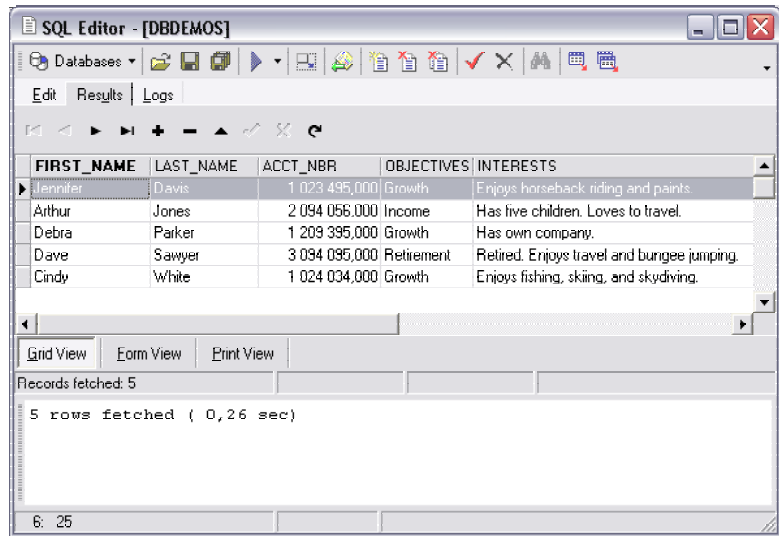 SQL Editor - [DBDEMOS]
Databases
Edit Results Logs
FIRST_NAME LAST_NAME ACCT_NBR OBJECTIVES INTERESTS
Jennifer Davis 1 023 495,000 Growth Enjoys horseback riding and paints.
Arthur Jones 2 094 056,000 Income Has five children. Loves to travel.
Debra Parker 1 209 395,000 Growth Has own company.
Dave Sawyer 3 094 095,000 Retirement Retired. Enjoys travel and bungee jumping.
Cindy White 1 024 034,000 Growth Enjoys fishing, skiing, and skydiving.
Grid View Form View Print View
Records fetched: 5
5 rows fetched ( 0,26 sec)
6: 25